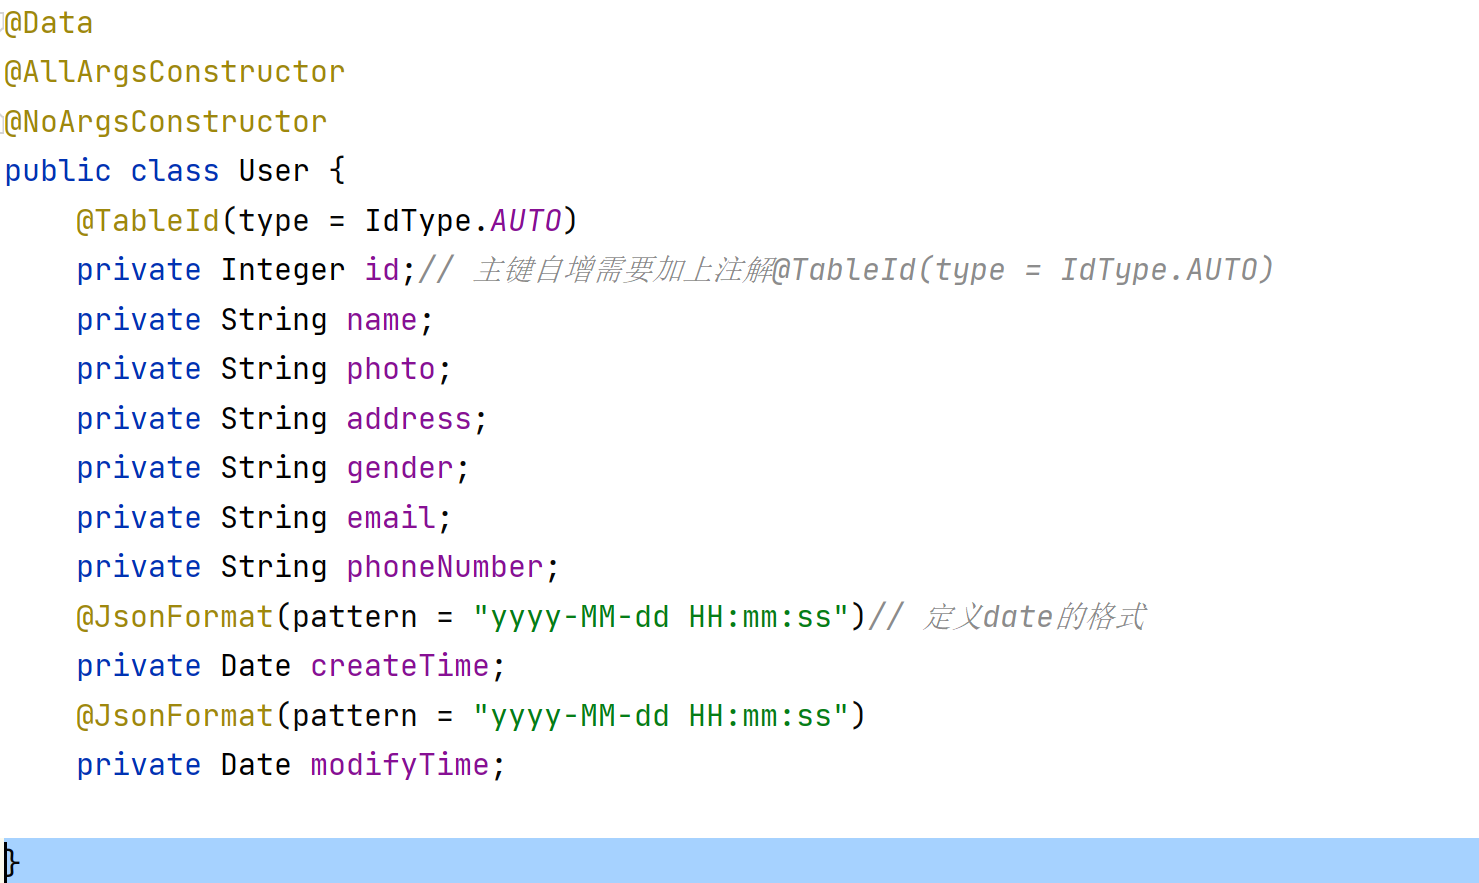 @Data
@AllArgsConstructor
@NoArgsConstructor
public class User {
    @TableId(type = IdType.AUTO)
    private Integer id;// 主键自增需要加上注解@TableId(type = IdType.AUTO)
    private String name;
    private String photo;
    private String address;
    private String gender;
    private String email;
    private String phoneNumber;
    @JsonFormat(pattern = "yyyy-MM-dd HH:mm:ss")// 定义date的格式
    private Date createTime;
    @JsonFormat(pattern = "yyyy-MM-dd HH:mm:ss")
    private Date modifyTime;
}